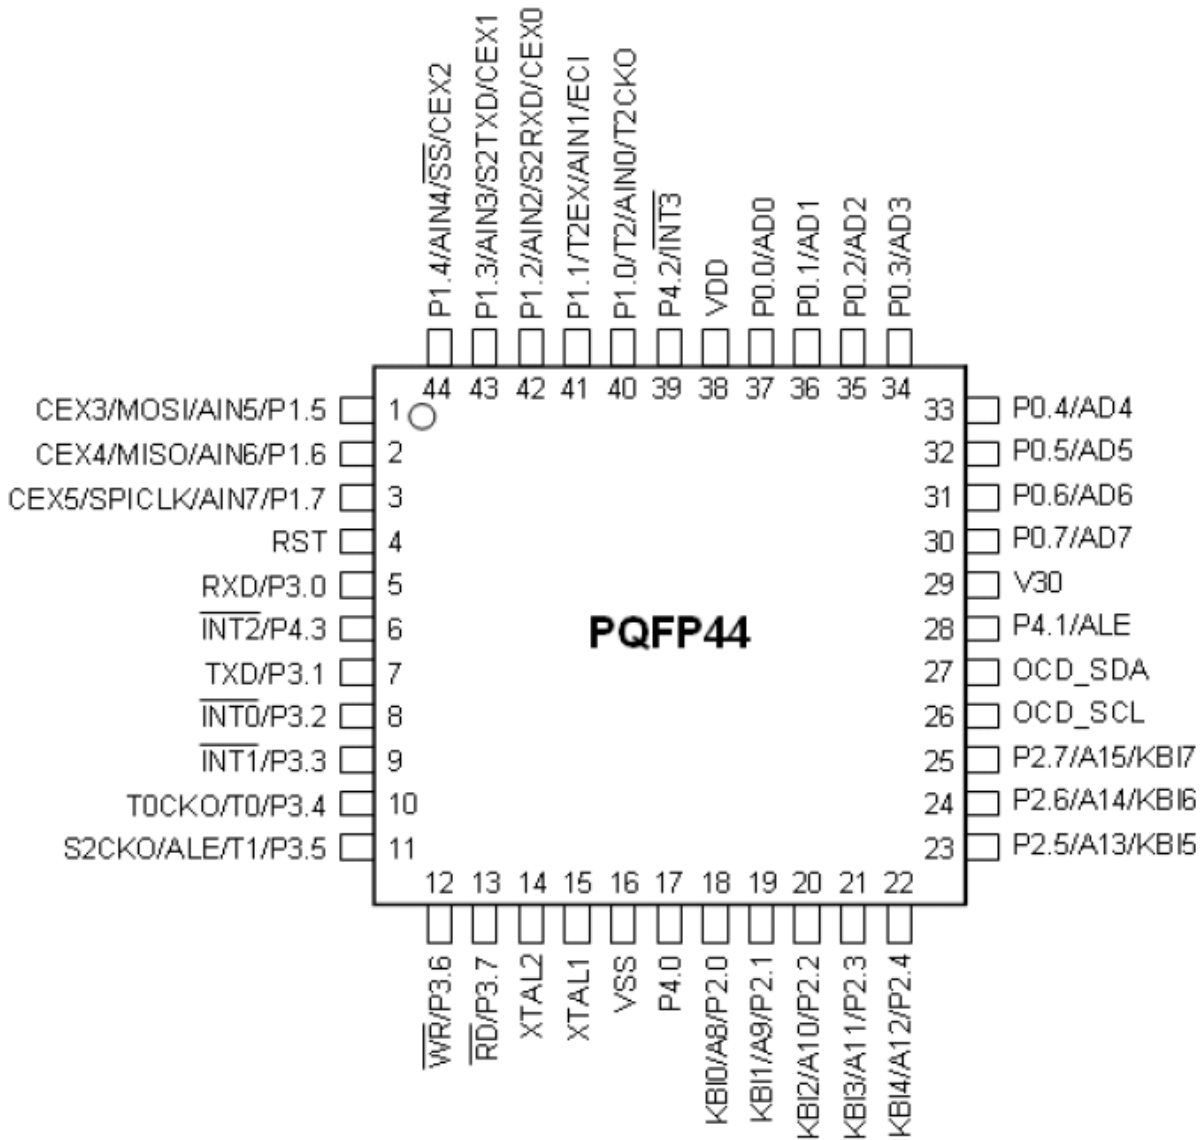 P1.4/AIN4/S̅S̅/CEX2
P1.3/AIN3/S2TXD/CEX1
P1.2/AIN2/S2RXD/CEX0
P1.1/T2EX/AIN1/ECI
P1.0/T2/AIN0/T2CKO
P4.2/I̅N̅T̅3̅
VDD
P0.0/AD0
P0.1/AD1
P0.2/AD2
P0.3/AD3
44 43 42 41 40 39 38 37 36 35 34
CEX3/MOSI/AIN5/P1.5 1
CEX4/MISO/AIN6/P1.6 2
CEX5/SPICLK/AIN7/P1.7 3
RST 4
RXD/P3.0 5
I̅N̅T̅2̅/P4.3 6
TXD/P3.1 7
I̅N̅T̅0̅/P3.2 8
I̅N̅T̅1̅/P3.3 9
T0CKO/T0/P3.4 10
S2CKO/ALE/T1/P3.5 11
PQFP44
33 P0.4/AD4
32 P0.5/AD5
31 P0.6/AD6
30 P0.7/AD7
29 V30
28 P4.1/ALE
27 OCD_SDA
26 OCD_SCL
25 P2.7/A15/KBI7
24 P2.6/A14/KBI6
23 P2.5/A13/KBI5
12 13 14 15 16 17 18 19 20 21 22
W̅R̅/P3.6
R̅D̅/P3.7
XTAL2
XTAL1
VSS
P4.0
KBI0/A8/P2.0
KBI1/A9/P2.1
KBI2/A10/P2.2
KBI3/A11/P2.3
KBI4/A12/P2.4